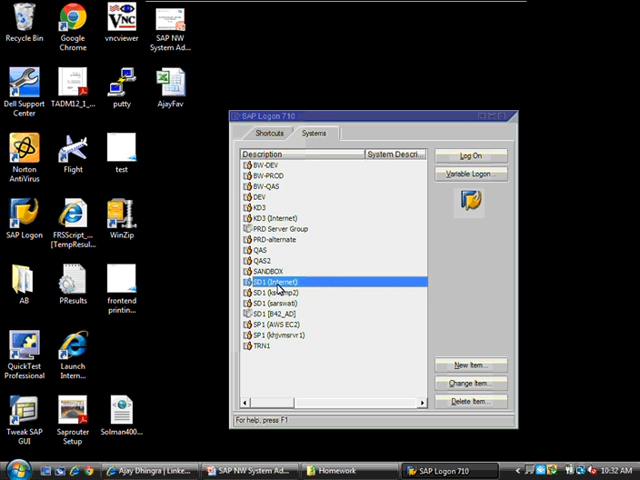 Recycle Bin
Google Chrome
vncviewer
SAP NW System Ad...
Dell Support Center
TADM12_1...
putty
AjayFav
Norton AntiVirus
Flight
test
SAP Logon
FRSScript_... [TempResul...
WinZip
AB
PResults
frontend printin...
QuickTest Professional
Launch Intern...
Tweak SAP GUI
Saprouter Setup
Solman400...
SAP Logon 710
Shortcuts
Systems
Description
System Descri...
BW-DEV
BW-PROD
BW-QAS
DEV
KD3
KD3 (Internet)
PRD Server Group
PRD-alternate
QAS
QAS2
SANDBOX
SD1 (Internet)
SD1 (sarswati)
SD1 [B42_AD]
SP1 (AWS EC2)
SP1 (khjvmsrvr1)
TRN1
Log On
Variable Logon...
New Item...
Change Item...
Delete Item...
For help, press F1
Ajay Dhingra | Linke...
SAP NW System Ad...
Homework
SAP Logon 710
10:32 AM